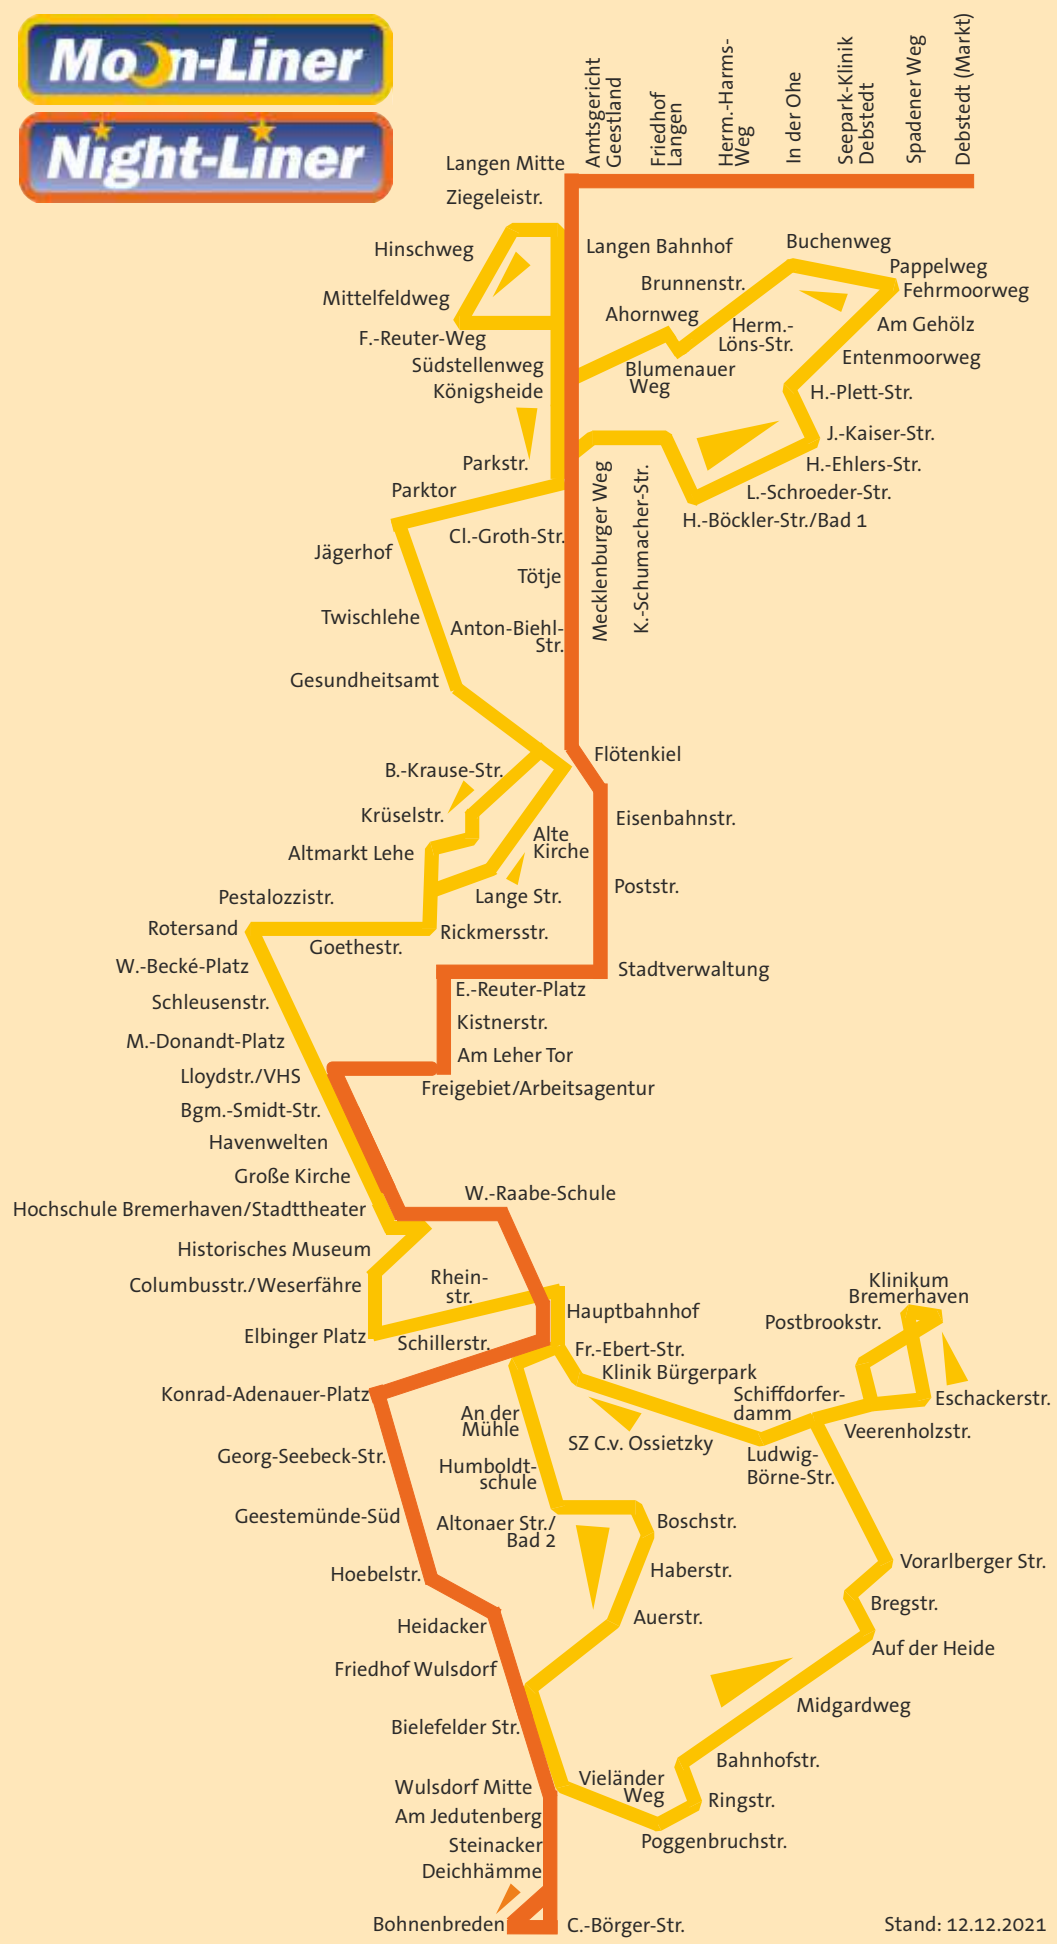 Moon-Liner
Night-Liner
Amtsgericht
Geestland
Friedhof
Langen
Herm.-Harms-
Weg
In der Ohe
Seepark-Klinik
Debstedt
Spadener Weg
Debstedt (Markt)
Langen Mitte
Ziegeleistr.
Hinschweg
Langen Bahnhof
Buchenweg
Pappelweg
Brunnenstr.
Fehrmoorweg
Mittelfeldweg
Ahornweg
Herm.-
Löns-Str.
Am Gehölz
F.-Reuter-Weg
Südstellenweg
Blumenauer
Weg
Entenmoorweg
Königsheide
H.-Plett-Str.
J.-Kaiser-Str.
Parkstr.
H.-Ehlers-Str.
Parktor
L.-Schroeder-Str.
H.-Böckler-Str./Bad 1
Mecklenburger Weg
K.-Schumacher-Str.
Cl.-Groth-Str.
Jägerhof
Tötje
Twischlehe
Anton-Biehl-
Str.
Gesundheitsamt
Flötenkiel
B.-Krause-Str.
Krüselstr.
Eisenbahnstr.
Alte
Kirche
Altmarkt Lehe
Poststr.
Pestalozzistr.
Lange Str.
Rotersand
Goethestr.
Rickmersstr.
W.-Becké-Platz
Stadtverwaltung
E.-Reuter-Platz
Schleusenstr.
Kistnerstr.
M.-Donandt-Platz
Am Leher Tor
Lloydstr./VHS
Freigebiet/Arbeitsagentur
Bgm.-Smidt-Str.
Havenwelten
Große Kirche
W.-Raabe-Schule
Hochschule Bremerhaven/Stadttheater
Historisches Museum
Columbusstr./Weserfähre
Rhein-
str.
Klinikum
Bremerhaven
Hauptbahnhof
Postbrookstr.
Elbinger Platz
Schillerstr.
Fr.-Ebert-Str.
Klinik Bürgerpark
Konrad-Adenauer-Platz
Schiffdorfer-
damm
Eschackerstr.
An der
Mühle
SZ C.v. Ossietzky
Veerenholzstr.
Georg-Seebeck-Str.
Ludwig-
Börne-Str.
Humboldt-
schule
Geestemünde-Süd
Altonaer Str./
Bad 2
Boschstr.
Hoebelstr.
Haberstr.
Vorarlberger Str.
Bregstr.
Heidacker
Auerstr.
Auf der Heide
Friedhof Wulsdorf
Midgardweg
Bielefelder Str.
Bahnhofstr.
Wulsdorf Mitte
Vieländer
Weg
Ringstr.
Am Jedutenberg
Poggenbruchstr.
Steinacker
Deichhämme
Bohnenbreden
C.-Börger-Str.
Stand: 12.12.2021